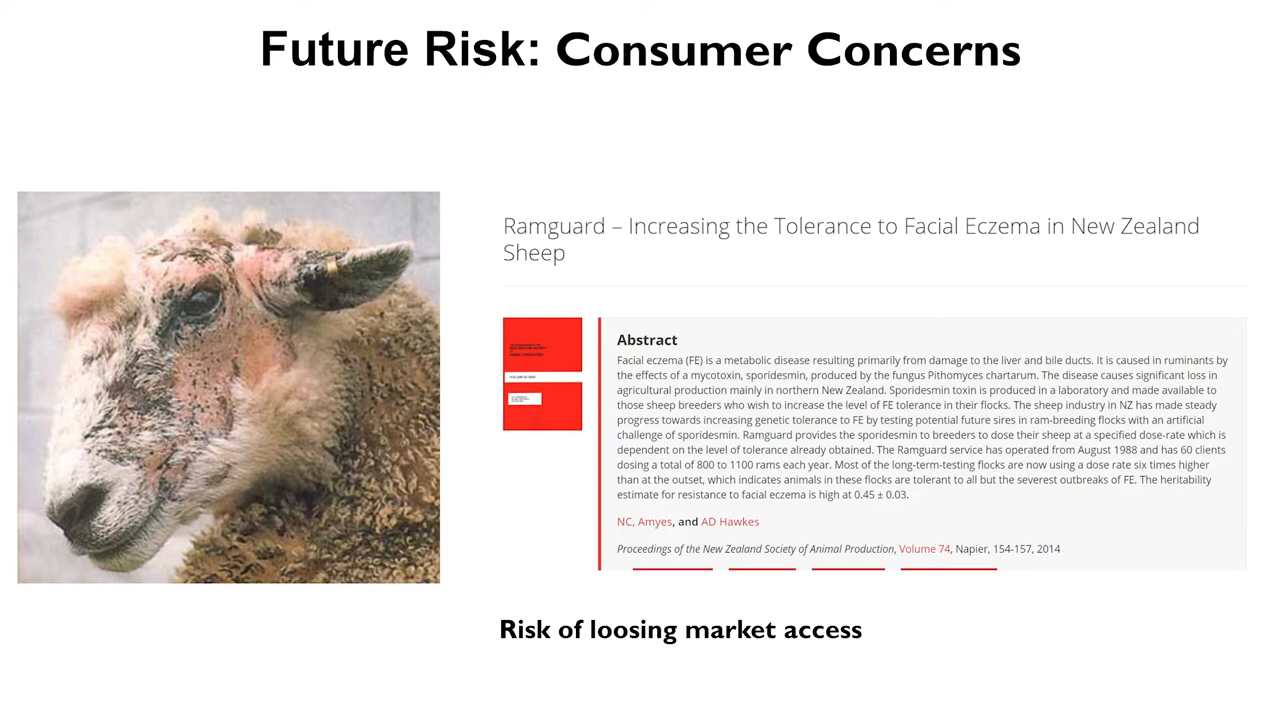 Future Risk: Consumer Concerns
Ramguard – Increasing the Tolerance to Facial Eczema in New Zealand
Sheep
Abstract
Facial eczema (FE) is a metabolic disease resulting primarily from damage to the liver and bile ducts. It is caused in ruminants by
the effects of a mycotoxin, sporidesmin, produced by the fungus Pithomyces chartarum. The disease causes significant loss in
agricultural production mainly in northern New Zealand. Sporidesmin toxin is produced in a laboratory and made available to
those sheep breeders who wish to increase the level of FE tolerance in their flocks. The sheep industry in NZ has made steady
progress towards increasing genetic tolerance to FE by testing potential future sires in ram-breeding flocks with an artificial
challenge of sporidesmin. Ramguard provides the sporidesmin to breeders to dose their sheep at a specified dose-rate which is
dependent on the level of tolerance already obtained. The Ramguard service has operated from August 1988 and has 60 clients
dosing a total of 800 to 1100 rams each year. Most of the long-term-testing flocks are now using a dose rate six times higher
than at the outset, which indicates animals in these flocks are tolerant to all but the severest outbreaks of FE. The heritability
estimate for resistance to facial eczema is high at 0.45 ± 0.03.
NC, Amyes, and AD Hawkes
Proceedings of the New Zealand Society of Animal Production, Volume 74, Napier, 154-157, 2014
Risk of loosing market access